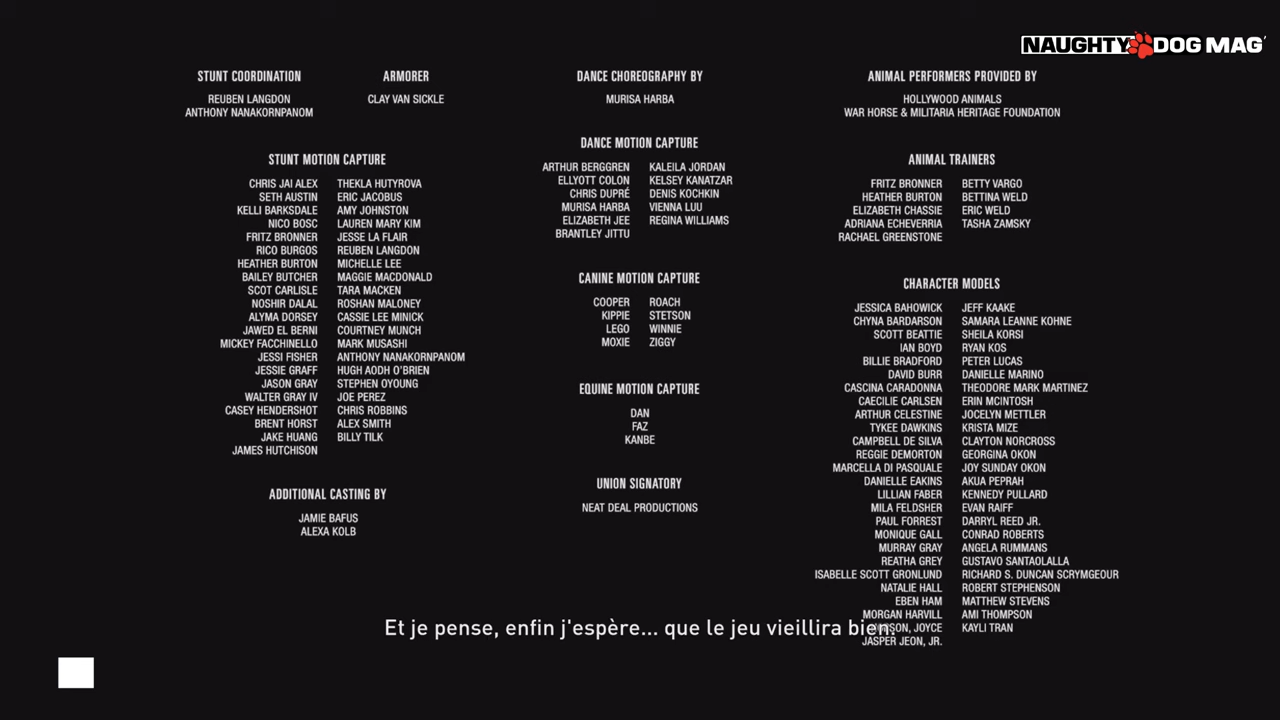 NAUGHTY DOG MAG'
STUNT COORDINATION
REUBEN LANGDON
ANTHONY NANAKORNPANOM
ARMORER
CLAY VAN SICKLE
STUNT MOTION CAPTURE
CHRIS JAI ALEX THEKLA HUTYROVA
SETH AUSTIN ERIC JACOBUS
KELLI BARKSDALE AMY JOHNSTON
NICO BOSC LAUREN MARY KIM
FRITZ BRONNER JESSE LA FLAIR
RICO BURGOS REUBEN LANGDON
HEATHER BURTON MICHELLE LEE
BAILEY BUTCHER MAGGIE MACDONALD
SCOT CARLISLE TARA MACKEN
NOSHIR DALAL ROSHAN MALONEY
ALYMA DORSEY CASSIE LEE MINICK
JAWED EL BERNI COURTNEY MUNCH
MICKEY FACCHINELLO MARK MUSASHI
JESSI FISHER ANTHONY NANAKORNPANOM
JESSIE GRAFF HUGH AODH O'BRIEN
JASON GRAY STEPHEN OYOUNG
WALTER GRAY IV JOE PEREZ
CASEY HENDERSHOT CHRIS ROBBINS
BRENT HORST ALEX SMITH
JAKE HUANG BILLY TILK
JAMES HUTCHISON
ADDITIONAL CASTING BY
JAMIE BAFUS
ALEXA KOLB
DANCE CHOREOGRAPHY BY
MURISA HARBA
DANCE MOTION CAPTURE
ARTHUR BERGGREN KALEILA JORDAN
ELLYOTT COLON KELSEY KANATZAR
CHRIS DUPRÉ DENIS KOCHKIN
MURISA HARBA VIENNA LUU
ELIZABETH JEE REGINA WILLIAMS
BRANTLEY JITTU
CANINE MOTION CAPTURE
COOPER ROACH
KIPPIE STETSON
LEGO WINNIE
MOXIE ZIGGY
EQUINE MOTION CAPTURE
DAN
FAZ
KANBE
UNION SIGNATORY
NEAT DEAL PRODUCTIONS
ANIMAL PERFORMERS PROVIDED BY
HOLLYWOOD ANIMALS
WAR HORSE & MILITARIA HERITAGE FOUNDATION
ANIMAL TRAINERS
FRITZ BRONNER BETTY VARGO
HEATHER BURTON BETTINA WELD
ELIZABETH CHASSIE ERIC WELD
ADRIANA ECHEVERRIA TASHA ZAMSKY
RACHAEL GREENSTONE
CHARACTER MODELS
JESSICA BAHOWICK JEFF KAAKE
CHYNA BARDARSON SAMARA LEANNE KOHNE
SCOTT BEATTIE SHEILA KORSI
IAN BOYD RYAN KOS
BILLIE BRADFORD PETER LUCAS
DAVID BURR DANIELLE MARINO
CASCINA CARADONNA THEODORE MARK MARTINEZ
CAECILIE CARLSEN ERIN MCINTOSH
ARTHUR CELESTINE JOCELYN METTLER
TYKEE DAWKINS KRISTA MIZE
CAMPBELL DE SILVA CLAYTON NORCROSS
REGGIE DEMORTON GEORGINA OKON
MARCELLA DI PASQUALE JOY SUNDAY OKON
DANIELLE EAKINS AKUA PEPRAH
LILLIAN FABER KENNEDY PULLARD
MILA FELDSHER EVAN RAIFF
PAUL FORREST DARRYL REED JR.
MONIQUE GALL CONRAD ROBERTS
MURRAY GRAY ANGELA RUMMANS
REATHA GREY GUSTAVO SANTAOLALLA
ISABELLE SCOTT GRONLUND RICHARD S. DUNCAN SCRYMGEOUR
NATALIE HALL ROBERT STEPHENSON
EBEN HAM MATTHEW STEVENS
MORGAN HARVILL AMI THOMPSON
JOYCE KAYLI TRAN
JASPER JEON, JR.
Et je pense, enfin j'espère... que le jeu vieillira bien.